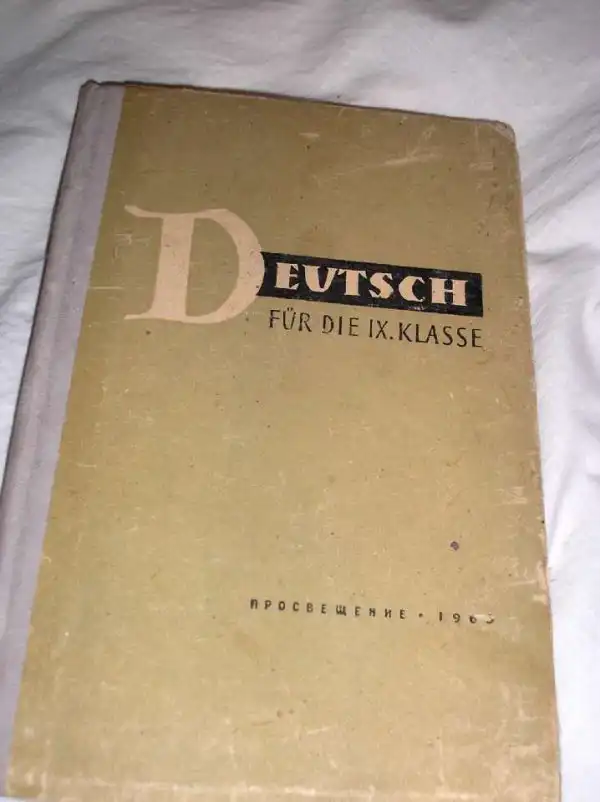 DEUTSCH
FÜR DIE IX. KLASSE
ПРОСВЕЩЕНИЕ •